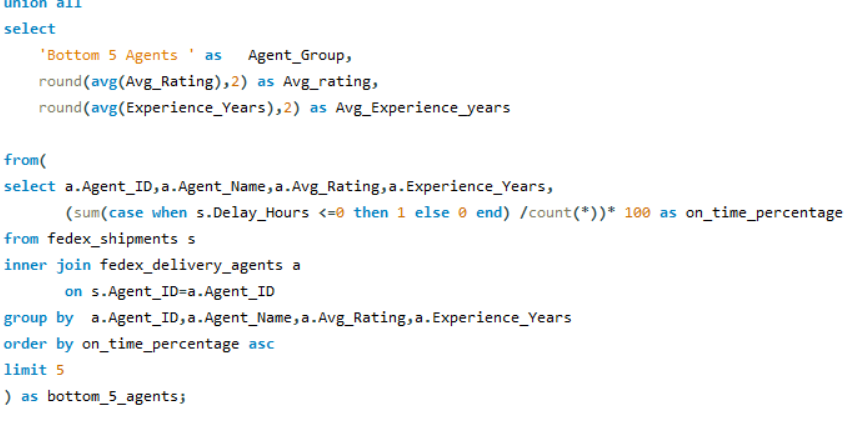 union all
select
'Bottom 5 Agents ' as Agent_Group,
round(avg(Avg_Rating),2) as Avg_rating,
round(avg(Experience_Years),2) as Avg_Experience_years
from(
select a.Agent_ID,a.Agent_Name,a.Avg_Rating,a.Experience_Years,
(sum(case when s.Delay_Hours <=0 then 1 else 0 end) /count(*))* 100 as on_time_percentage
from fedex_shipments s
inner join fedex_delivery_agents a
on s.Agent_ID=a.Agent_ID
group by a.Agent_ID,a.Agent_Name,a.Avg_Rating,a.Experience_Years
order by on_time_percentage asc
limit 5
) as bottom_5_agents;